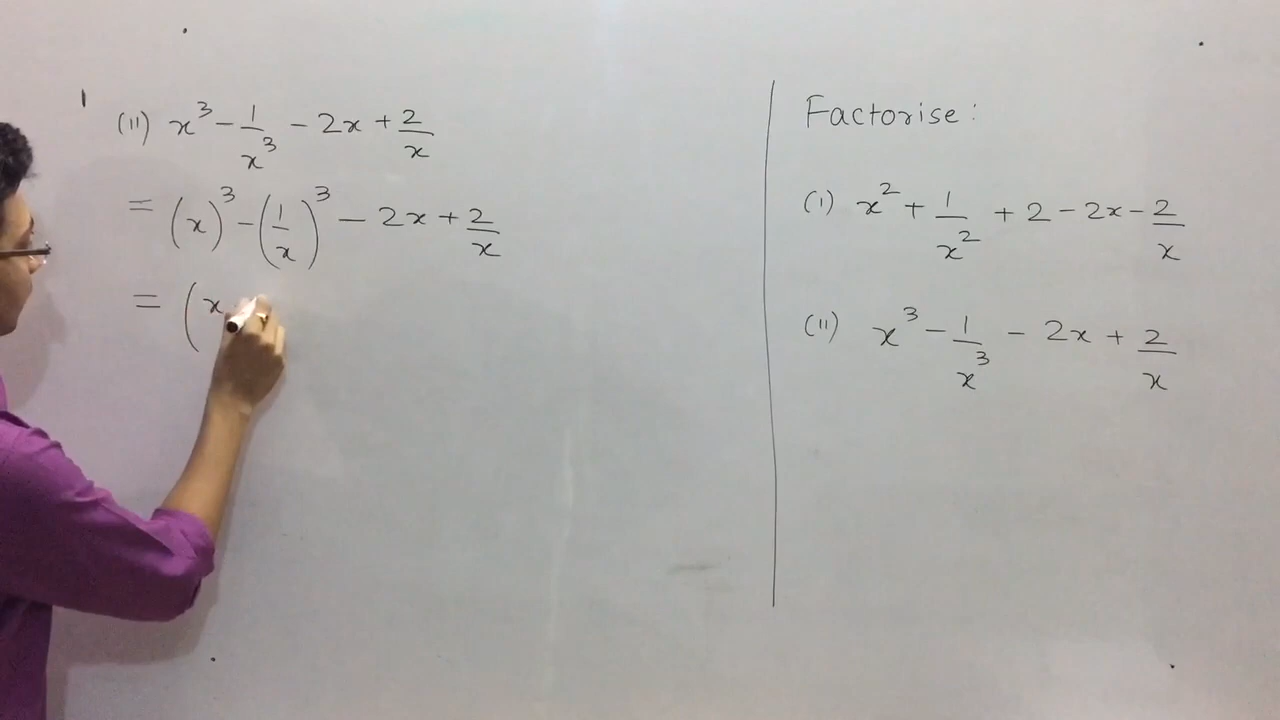 (ii) x³ - 1/x³ - 2x + 2/x
= (x)³ - (1/x)³ - 2x + 2/x
= (x
Factorise :
(i) x² + 1/x² + 2 - 2x - 2/x
(ii) x³ - 1/x³ - 2x + 2/x